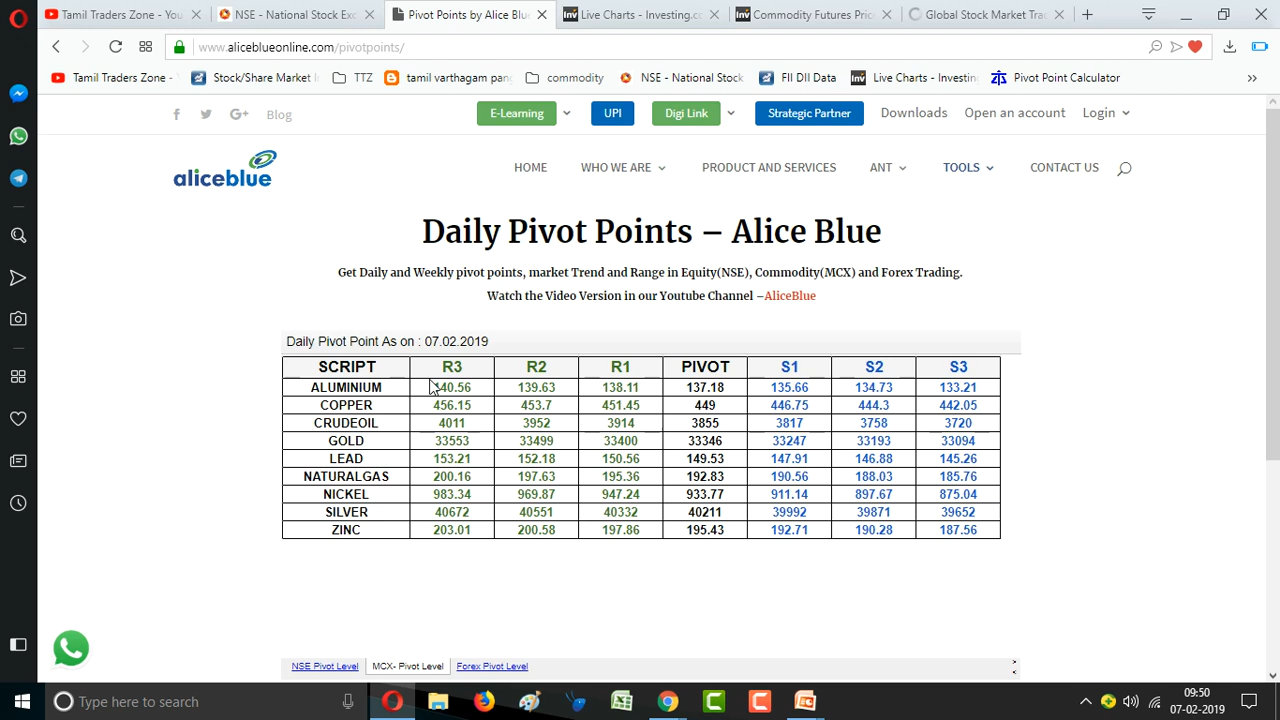 Tamil Traders Zone - You
NSE - National Stock Exc
Pivot Points by Alice Blu
Live Charts - Investing.co
Commodity Futures Pric
Global Stock Market Tra
www.aliceblueonline.com/pivotpoints/
Tamil Traders Zone -
Stock/Share Market
TTZ
tamil varthagam pan
commodity
NSE - National Stock
FII DII Data
Live Charts - Investin
Pivot Point Calculator
Blog
E-Learning
UPI
Digi Link
Strategic Partner
Downloads
Open an account
Login
aliceblue
HOME
WHO WE ARE
PRODUCT AND SERVICES
ANT
TOOLS
CONTACT US
Daily Pivot Points – Alice Blue
Get Daily and Weekly pivot points, market Trend and Range in Equity(NSE), Commodity(MCX) and Forex Trading.
Watch the Video Version in our Youtube Channel –AliceBlue
Daily Pivot Point As on : 07.02.2019
SCRIPT R3 R2 R1 PIVOT S1 S2 S3
ALUMINIUM 140.56 139.63 138.11 137.18 135.66 134.73 133.21
COPPER 456.15 453.7 451.45 449 446.75 444.3 442.05
CRUDEOIL 4011 3952 3914 3855 3817 3758 3720
GOLD 33553 33499 33400 33346 33247 33193 33094
LEAD 153.21 152.18 150.56 149.53 147.91 146.88 145.26
NATURALGAS 200.16 197.63 195.36 192.83 190.56 188.03 185.76
NICKEL 983.34 969.87 947.24 933.77 911.14 897.67 875.04
SILVER 40672 40551 40332 40211 39992 39871 39652
ZINC 203.01 200.58 197.86 195.43 192.71 190.28 187.56
NSE Pivot Level
MCX- Pivot Level
Forex Pivot Level
Type here to search
09:50
07-02-2019